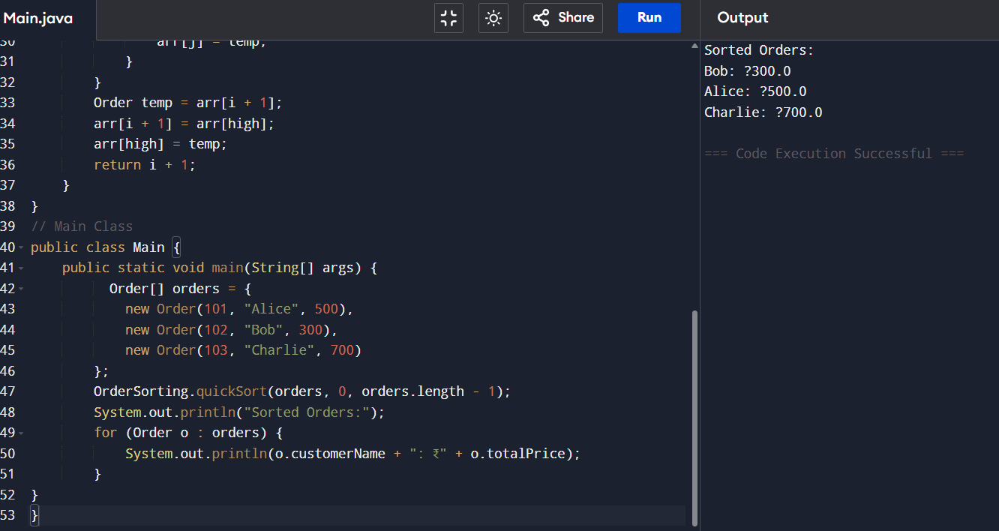 Main.java
Share
Run
Output
30 arr[j] = temp;
31 }
32 }
33 Order temp = arr[i + 1];
34 arr[i + 1] = arr[high];
35 arr[high] = temp;
36 return i + 1;
37 }
38 }
39 // Main Class
40 public class Main {
41 public static void main(String[] args) {
42 Order[] orders = {
43 new Order(101, "Alice", 500),
44 new Order(102, "Bob", 300),
45 new Order(103, "Charlie", 700)
46 };
47 OrderSorting.quickSort(orders, 0, orders.length - 1);
48 System.out.println("Sorted Orders:");
49 for (Order o : orders) {
50 System.out.println(o.customerName + ": ₹" + o.totalPrice);
51 }
52 }
53 }
Sorted Orders:
Bob: ?300.0
Alice: ?500.0
Charlie: ?700.0
=== Code Execution Successful ===